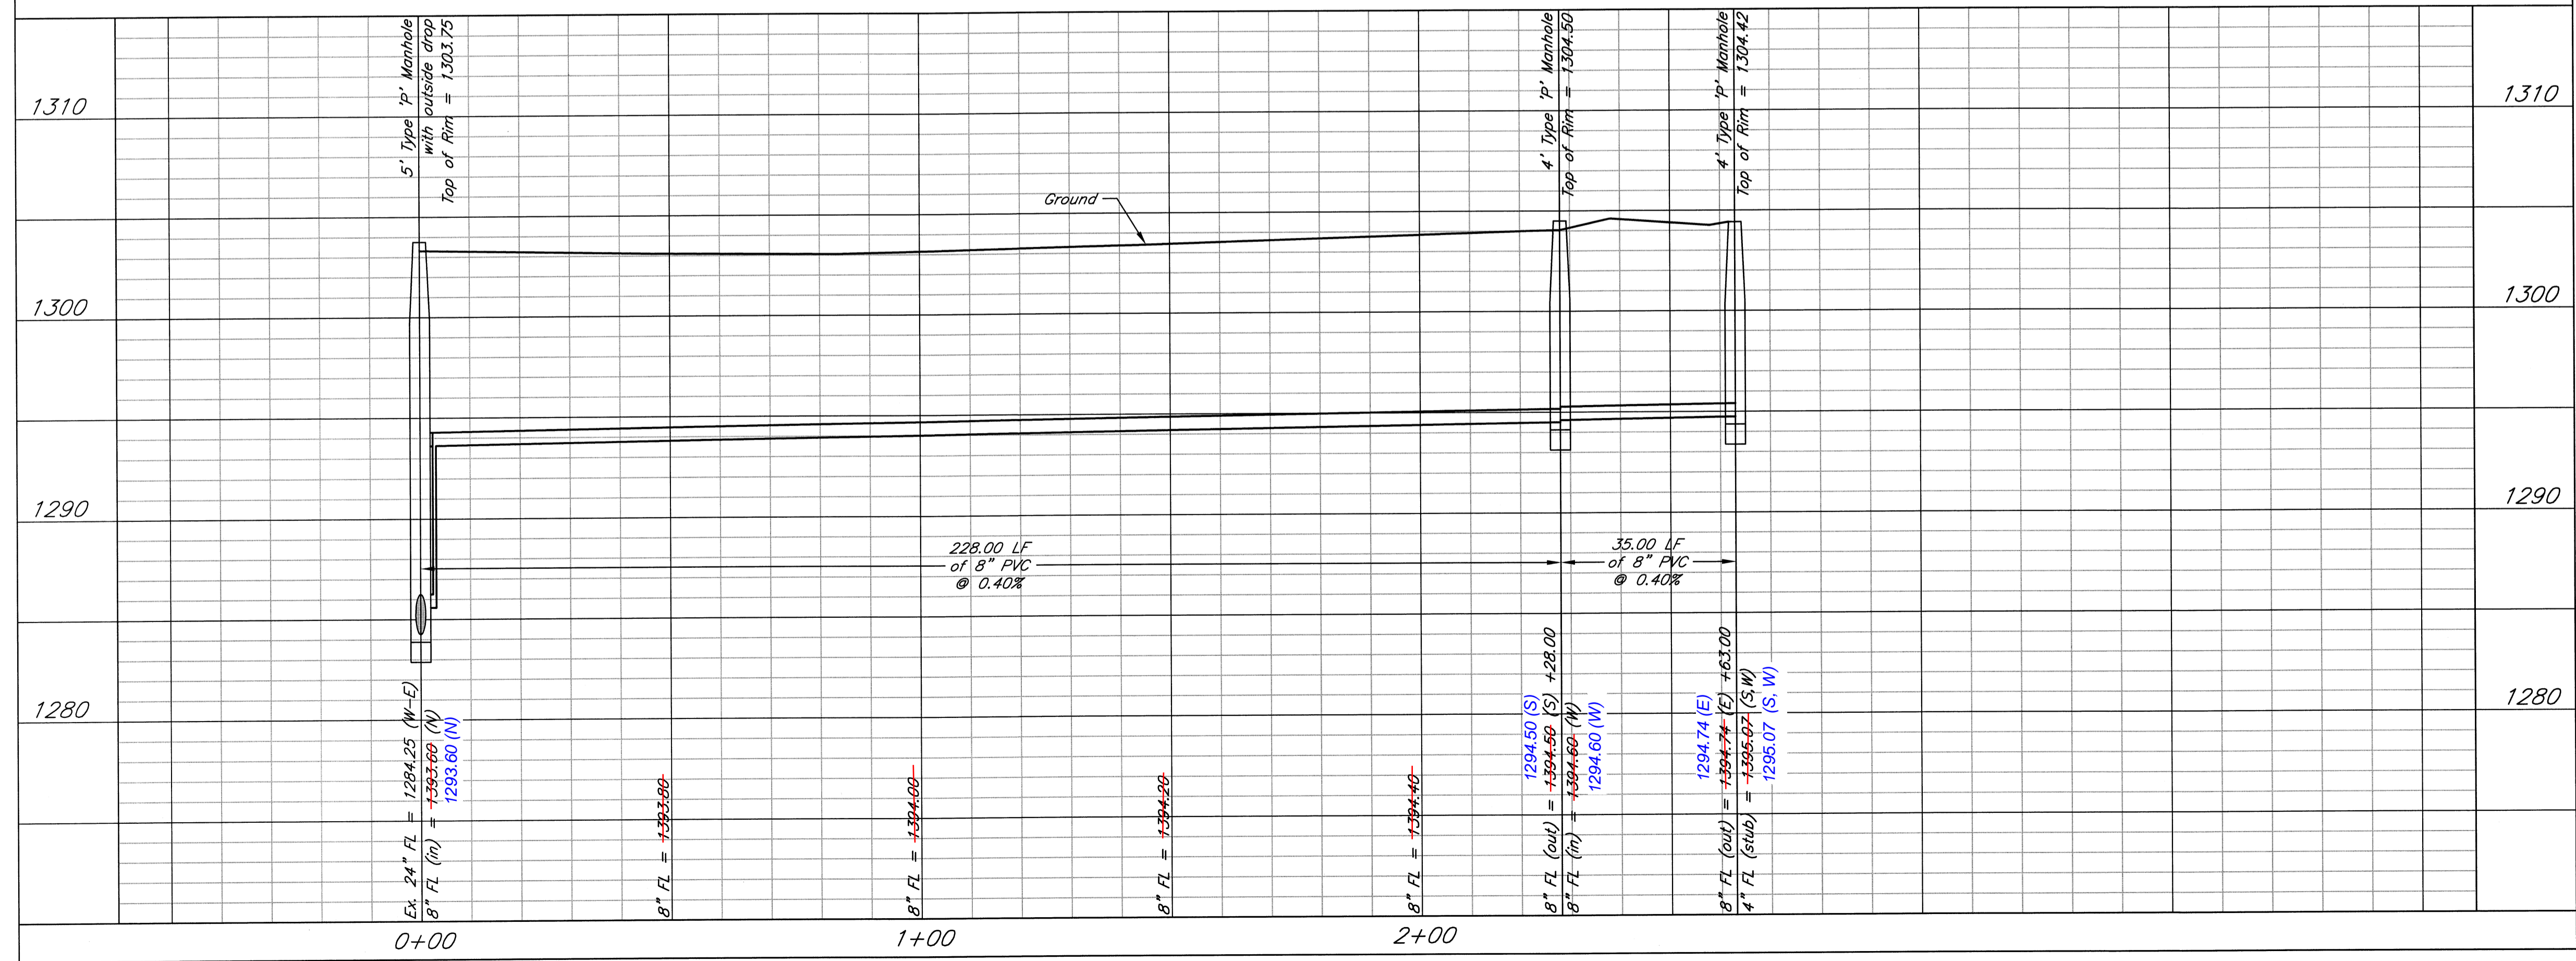 5' Type 'P' Manhole
with outside drop
Top of Rim = 1303.75
4' Type 'P' Manhole
Top of Rim = 1304.50
4' Type 'P' Manhole
Top of Rim = 1304.42
1310
1310
Ground
1300
1300
1290
1290
228.00 LF
of 8" PVC
@ 0.40%
35.00 LF
of 8" PVC
@ 0.40%
1280
1280
Ex. 24" FL = 1284.25 (W-E)
8" FL (in) = 1393.60 (N)
1293.60 (N)
8" FL = 1393.80
8" FL = 1394.00
8" FL = 1394.20
8" FL = 1394.40
1294.50 (S)
8" FL (out) = 1394.50 (S) +28.00
8" FL (in) = 1394.60 (W)
1294.60 (W)
1294.74 (E)
8" FL (out) = 1394.74 (E) +63.00
4" FL (stub) = 1395.07 (S,W)
1295.07 (S, W)
0+00
1+00
2+00